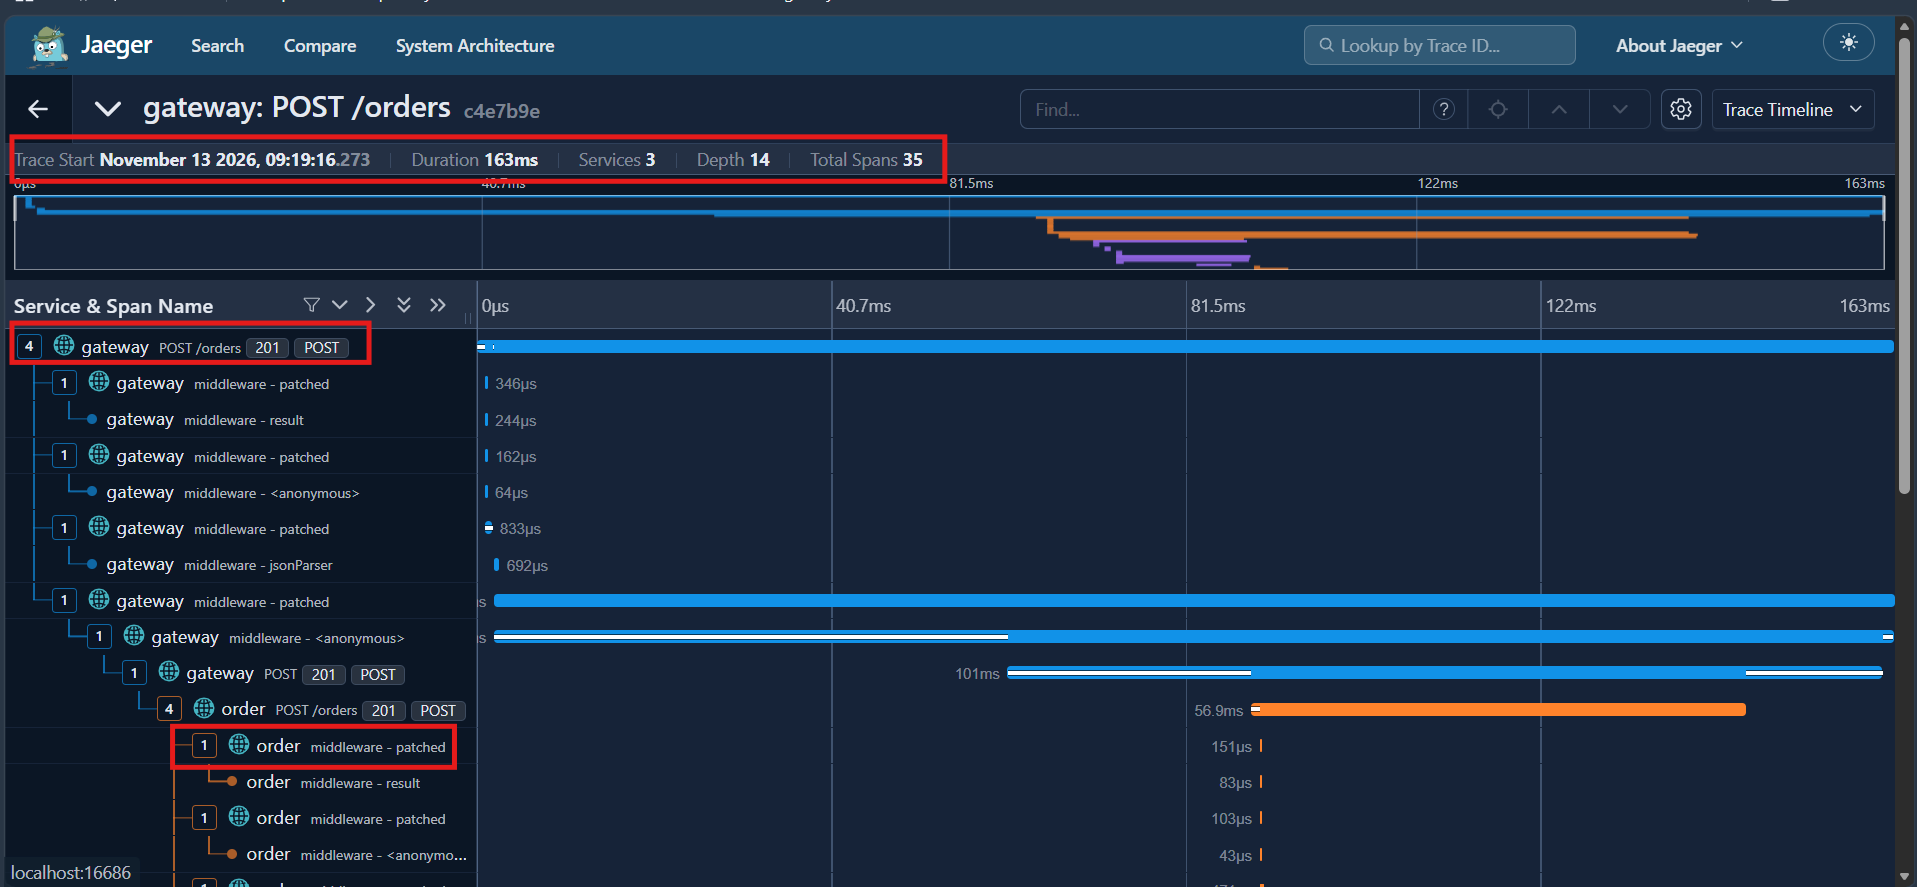 Jaeger Search Compare System Architecture Lookup by Trace ID... About Jaeger
gateway: POST /orders c4e7b9e Find... ? Trace Timeline
Trace Start November 13 2026, 09:19:16.273 Duration 163ms Services 3 Depth 14 Total Spans 35
0μs 40.7ms 81.5ms 122ms 163ms
Service & Span Name 0μs 40.7ms 81.5ms 122ms 163ms
4 gateway POST /orders 201 POST
1 gateway middleware - patched 346μs
gateway middleware - result 244μs
1 gateway middleware - patched 162μs
gateway middleware - <anonymous> 64μs
1 gateway middleware - patched 833μs
gateway middleware - jsonParser 692μs
1 gateway middleware - patched s
1 gateway middleware - <anonymous> s
1 gateway POST 201 POST 101ms
4 order POST /orders 201 POST 56.9ms
1 order middleware - patched 151μs
order middleware - result 83μs
1 order middleware - patched 103μs
order middleware - <anonymo... 43μs
localhost:16686